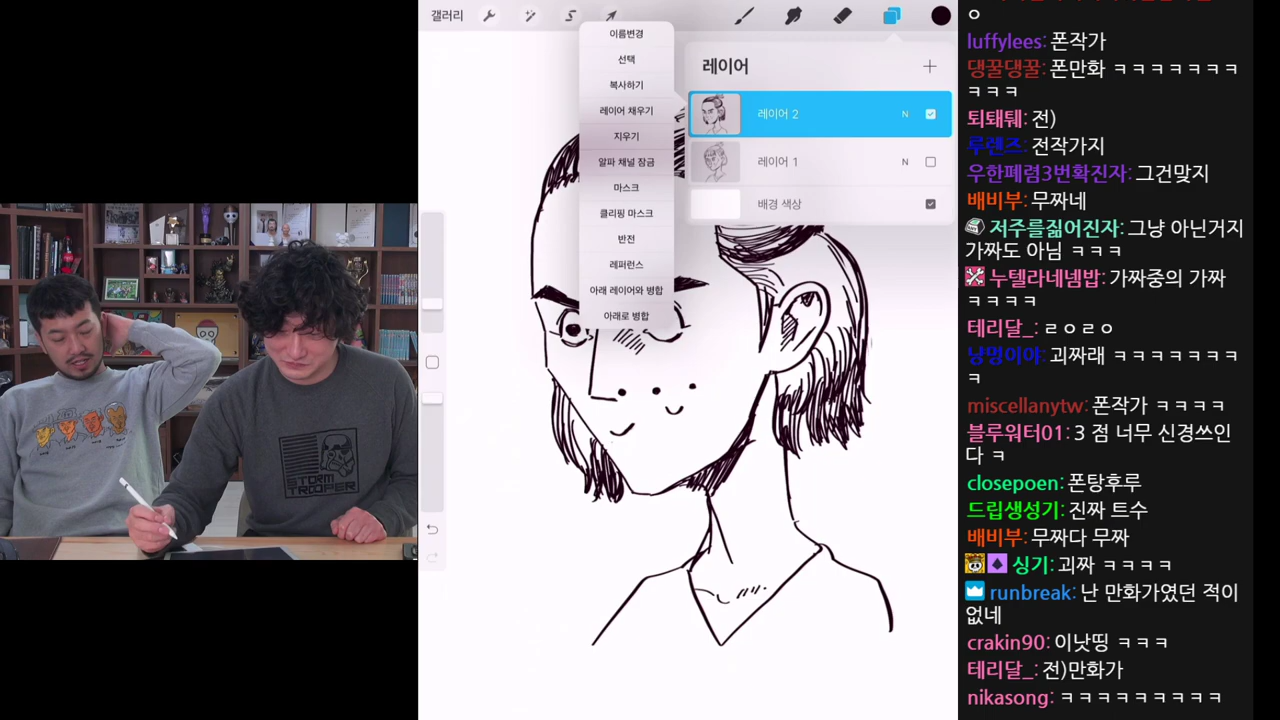 갤러리
이름변경
선택
복사하기
레이어 채우기
지우기
알파 채널 잠금
마스크
클리핑 마스크
반전
레퍼런스
아래 레이어와 병합
아래로 병합
레이어
레이어 2
N
레이어 1
N
배경 색상
STORM
TROOPER
ㅇ
luffylees: 폰작가
댕꿀댕꿀: 폰만화 ㅋㅋㅋㅋㅋㅋㅋ
ㅋㅋㅋ
퇴태퉤: 전)
루렌즈: 전작가지
우한폐렴3번확진자: 그건맞지
배비부: 무짜네
저주를짊어진자: 그냥 아닌거지
가짜도 아님 ㅋㅋㅋ
누텔라네넴밥: 가짜중의 가짜
ㅋㅋㅋㅋ
테리달_: ㄹㅇㄹㅇ
냥멍이야: 괴짜래 ㅋㅋㅋㅋㅋㅋㅋ
ㅋ
miscellanytw: 폰작가 ㅋㅋㅋㅋ
블루워터01: 3 점 너무 신경쓰인
다 ㅋ
closepoen: 폰탕후루
드립생성기: 진짜 트수
배비부: 무짜다 무짜
싱기: 괴짜 ㅋㅋㅋㅋ
runbreak: 난 만화가였던 적이
없네
crakin90: 이낫띵 ㅋㅋㅋ
테리달_: 전)만화가
nikasong: ㅋㅋㅋㅋㅋㅋㅋㅋㅋ